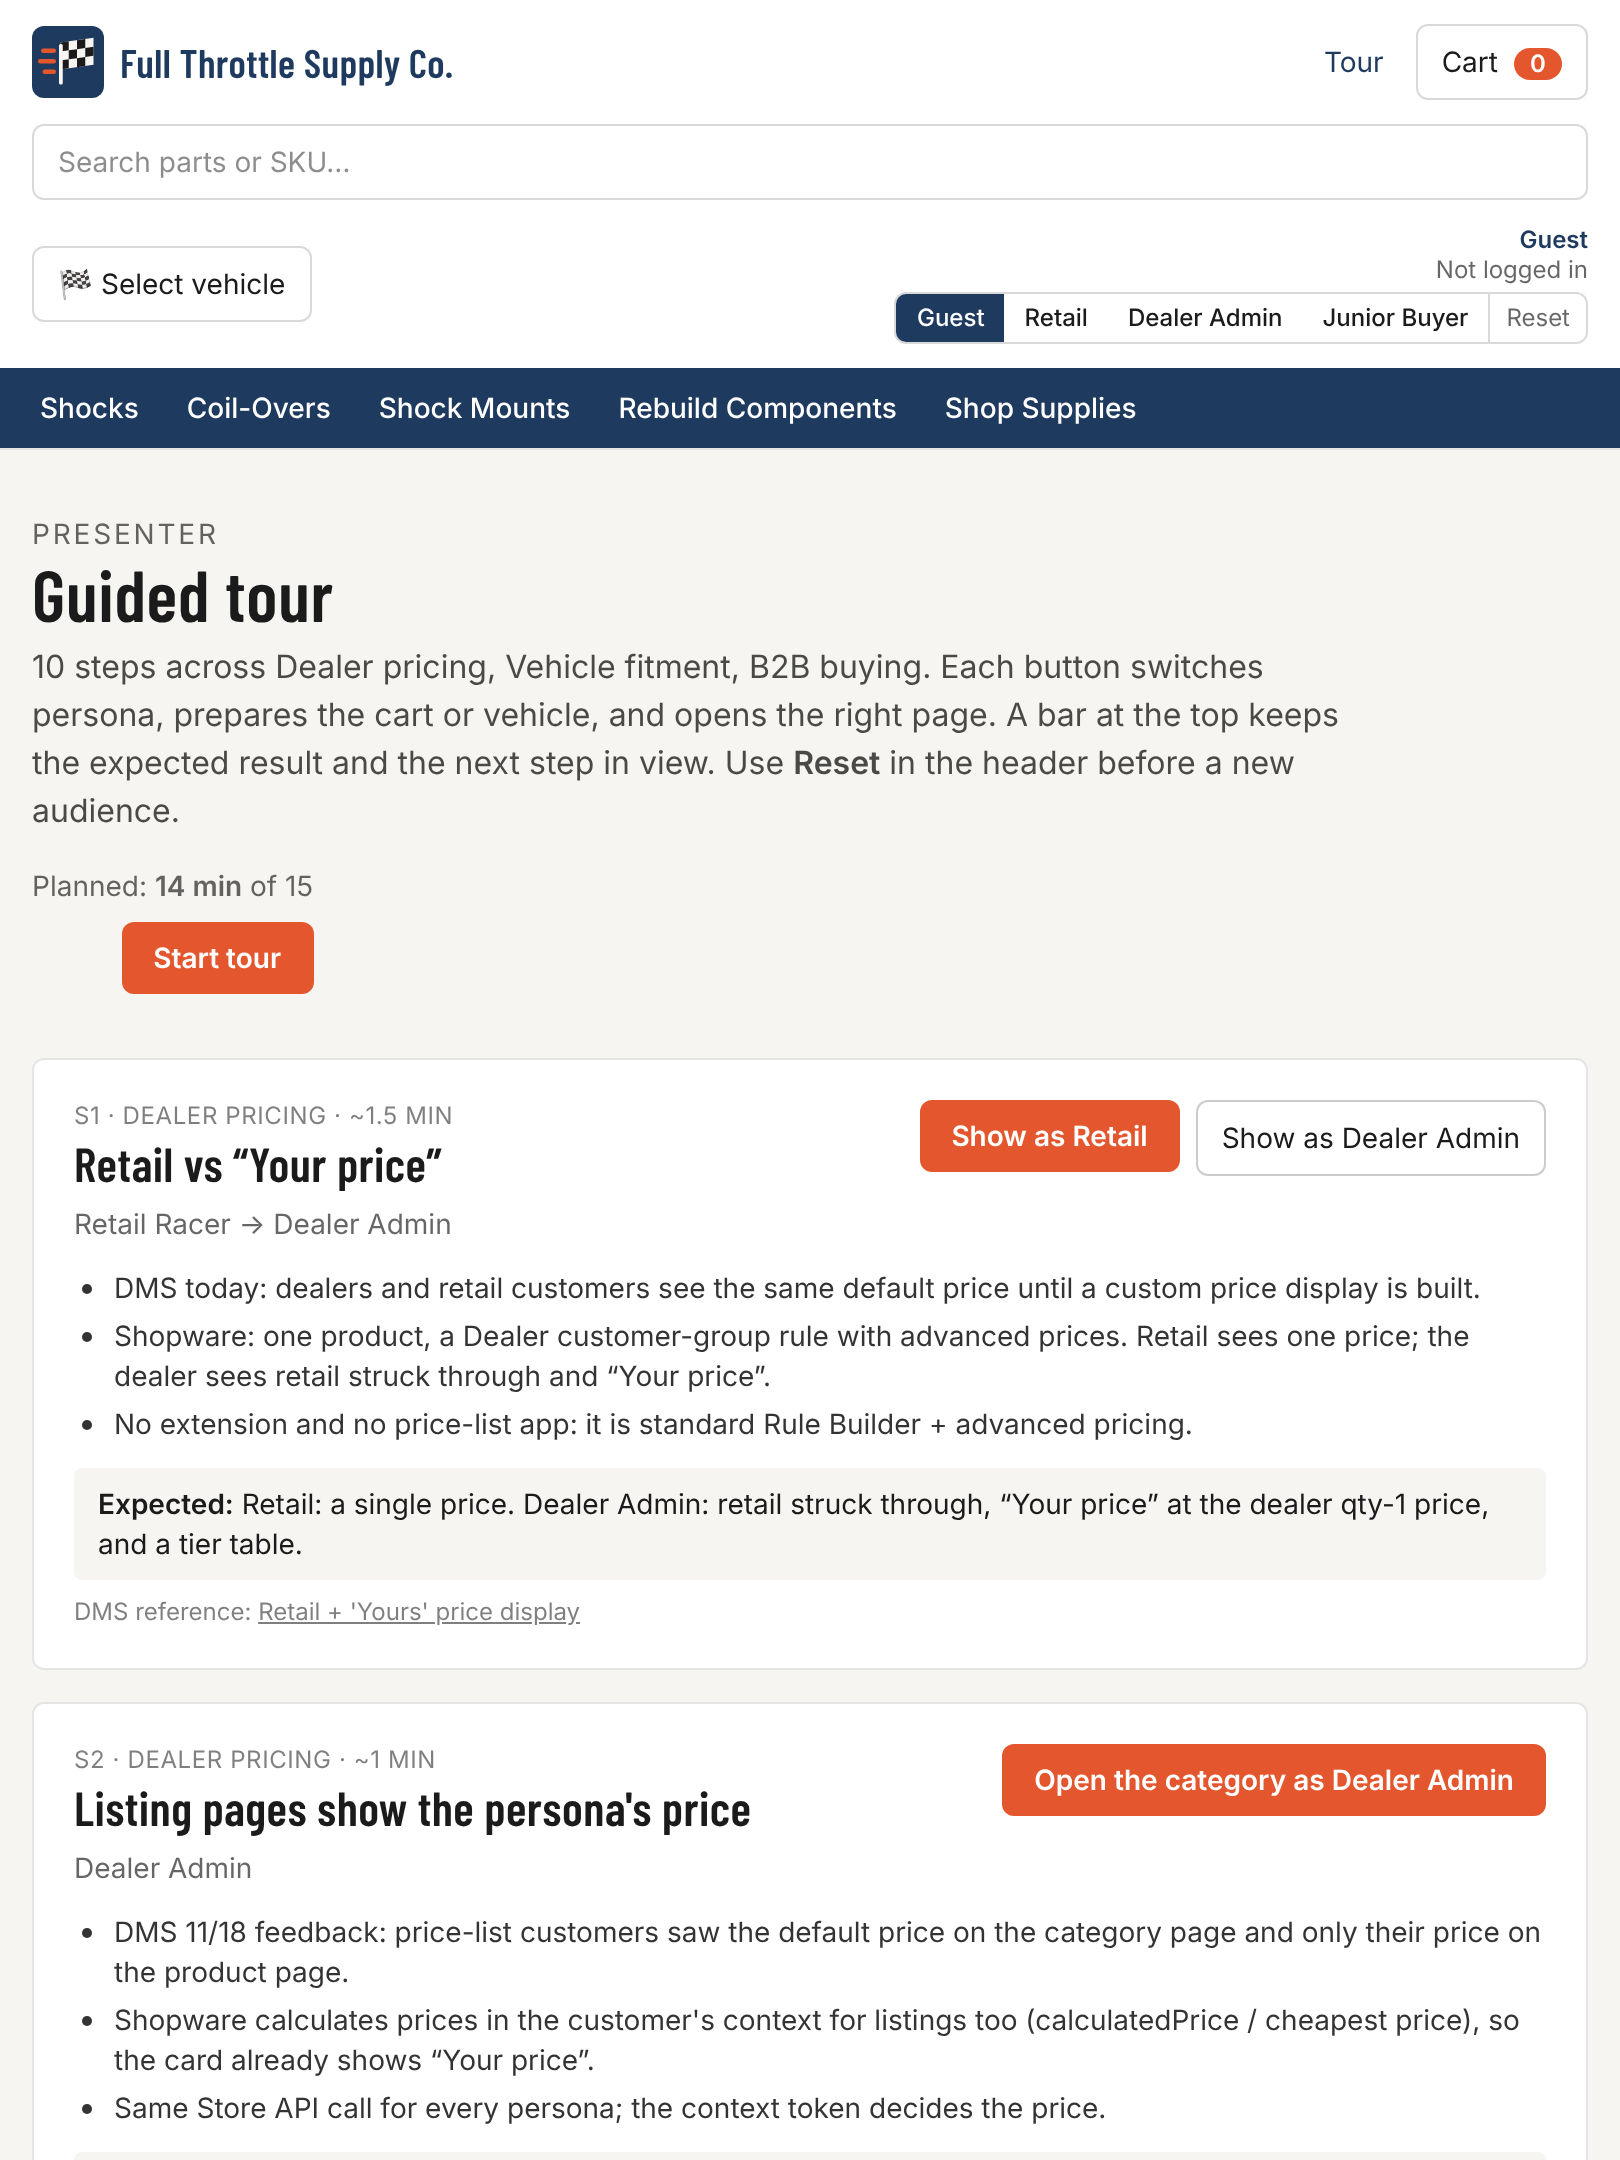 Full Throttle Supply Co.
Tour
Cart 0
Search parts or SKU...
Guest
Not logged in
Select vehicle
Guest Retail Dealer Admin Junior Buyer Reset
Shocks Coil-Overs Shock Mounts Rebuild Components Shop Supplies
PRESENTER
Guided tour
10 steps across Dealer pricing, Vehicle fitment, B2B buying. Each button switches
persona, prepares the cart or vehicle, and opens the right page. A bar at the top keeps
the expected result and the next step in view. Use Reset in the header before a new
audience.
Planned: 14 min of 15
Start tour
S1 · DEALER PRICING · ~1.5 MIN
Retail vs “Your price”
Retail Racer → Dealer Admin
Show as Retail
Show as Dealer Admin
• DMS today: dealers and retail customers see the same default price until a custom price display is built.
• Shopware: one product, a Dealer customer-group rule with advanced prices. Retail sees one price; the
dealer sees retail struck through and “Your price”.
• No extension and no price-list app: it is standard Rule Builder + advanced pricing.
Expected: Retail: a single price. Dealer Admin: retail struck through, “Your price” at the dealer qty-1 price,
and a tier table.
DMS reference: Retail + 'Yours' price display
S2 · DEALER PRICING · ~1 MIN
Listing pages show the persona's price
Dealer Admin
Open the category as Dealer Admin
• DMS 11/18 feedback: price-list customers saw the default price on the category page and only their price on
the product page.
• Shopware calculates prices in the customer's context for listings too (calculatedPrice / cheapest price), so
the card already shows “Your price”.
• Same Store API call for every persona; the context token decides the price.